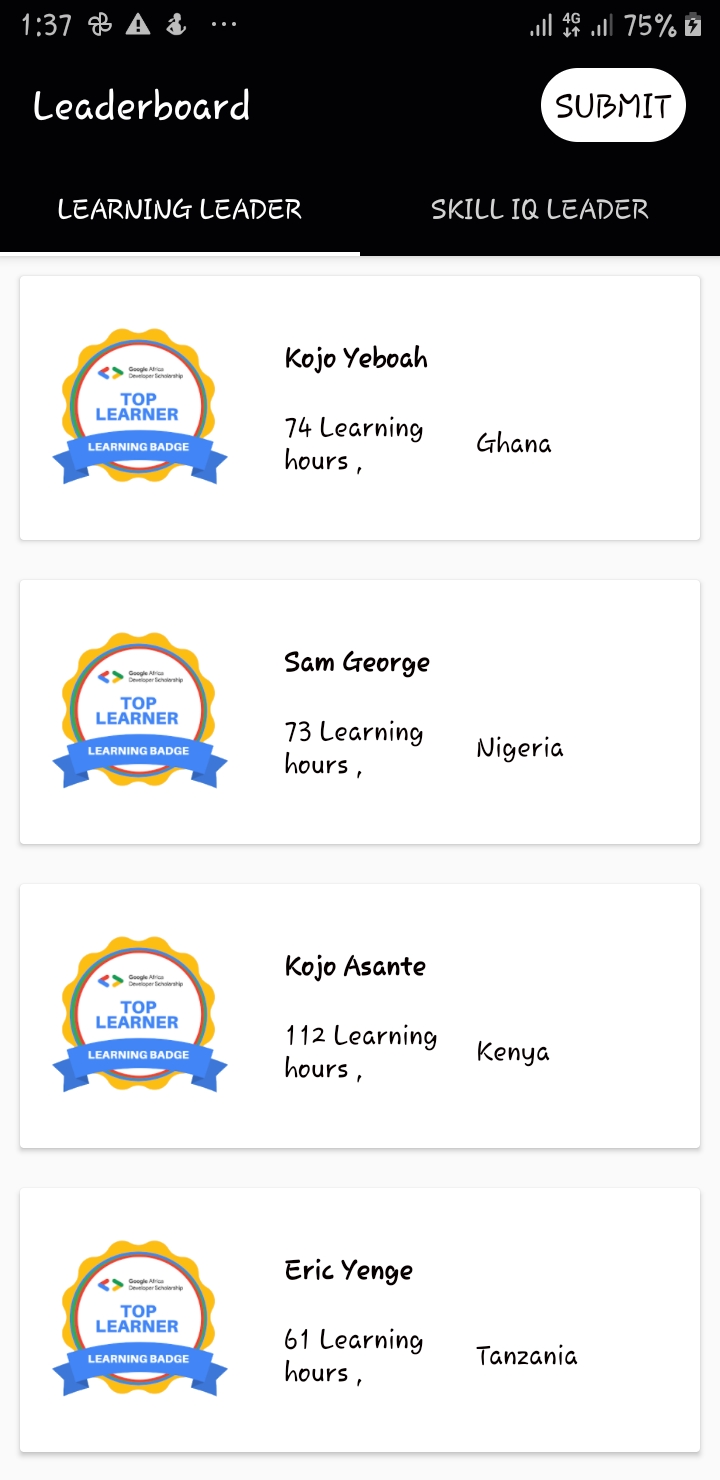 1:37
4G
75%
Leaderboard
SUBMIT
LEARNING LEADER
SKILL IQ LEADER
Google Africa
Developer Scholarship
TOP
LEARNER
LEARNING BADGE
Kojo Yeboah
74 Learning
hours ,
Ghana
Google Africa
Developer Scholarship
TOP
LEARNER
LEARNING BADGE
Sam George
73 Learning
hours ,
Nigeria
Google Africa
Developer Scholarship
TOP
LEARNER
LEARNING BADGE
Kojo Asante
112 Learning
hours ,
Kenya
Google Africa
Developer Scholarship
TOP
LEARNER
LEARNING BADGE
Eric Yenge
61 Learning
hours ,
Tanzania